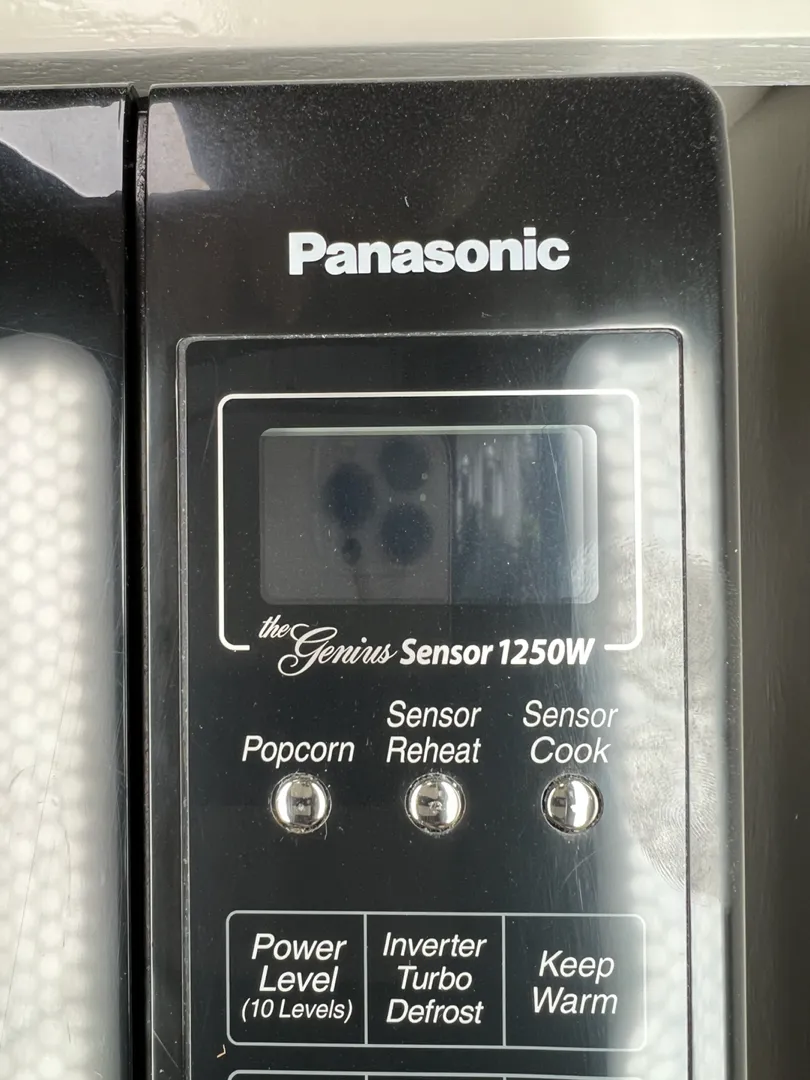 Panasonic
the Genius Sensor 1250W
Popcorn
Sensor
Reheat
Sensor
Cook
Power
Level
(10 Levels)
Inverter
Turbo
Defrost
Keep
Warm